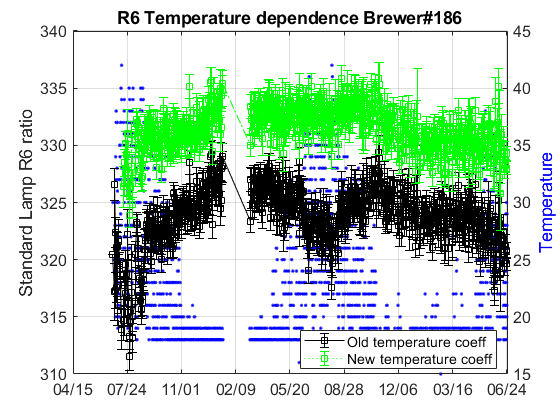 R6 Temperature dependence Brewer#186
Standard Lamp R6 ratio
340
335
330
325
320
315
310
45
40
35
30
25
20
15
Temperature
Old temperature coeff
New temperature coeff
04/15 07/24 11/01 02/09 05/20 08/28 12/06 03/16 06/24